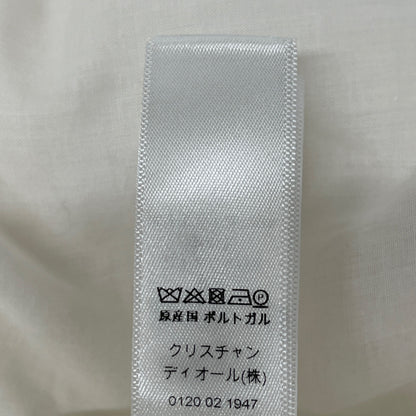 原産国 ポルトガル
クリスチャン
ディオール(株)
0120 02 1947